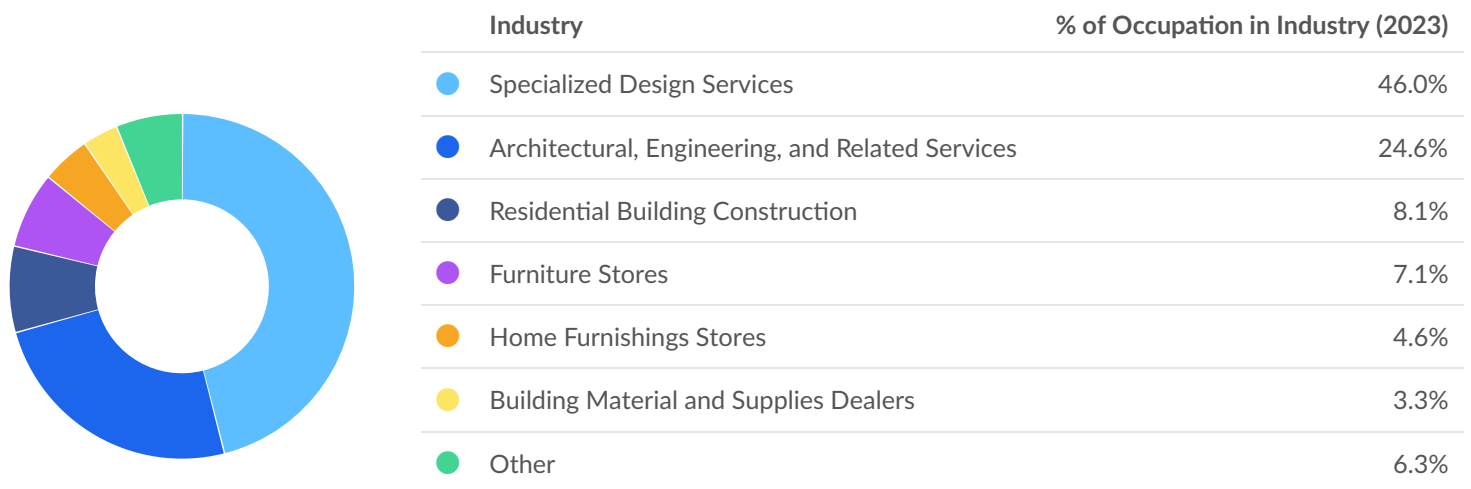 Industry % of Occupation in Industry (2023)
Specialized Design Services 46.0%
Architectural, Engineering, and Related Services 24.6%
Residential Building Construction 8.1%
Furniture Stores 7.1%
Home Furnishings Stores 4.6%
Building Material and Supplies Dealers 3.3%
Other 6.3%